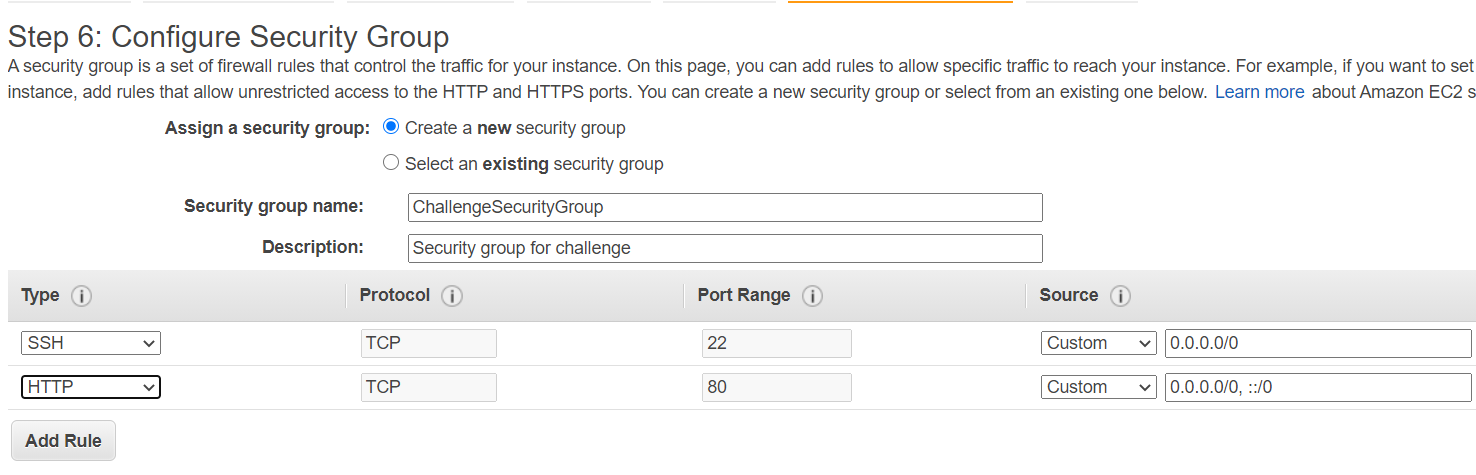 Step 6: Configure Security Group
A security group is a set of firewall rules that control the traffic for your instance. On this page, you can add rules to allow specific traffic to reach your instance. For example, if you want to set
instance, add rules that allow unrestricted access to the HTTP and HTTPS ports. You can create a new security group or select from an existing one below. Learn more about Amazon EC2 s
Assign a security group: Create a new security group
Select an existing security group
Security group name: ChallengeSecurityGroup
Description: Security group for challenge
Type i Protocol i Port Range i Source i
SSH TCP 22 Custom 0.0.0.0/0
HTTP TCP 80 Custom 0.0.0.0/0, ::/0
Add Rule